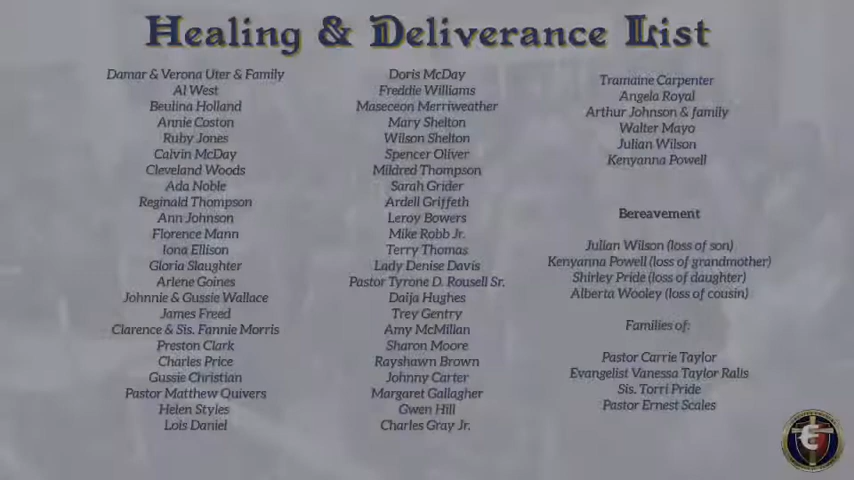 Healing & Deliverance List
Damar & Verona Uter & Family
Al West
Beulina Holland
Annie Coston
Ruby Jones
Calvin McDay
Cleveland Woods
Ada Noble
Reginald Thompson
Ann Johnson
Florence Mann
Iona Ellison
Gloria Slaughter
Arlene Goines
Johnnie & Gussie Wallace
James Freed
Clarence & Sis. Fannie Morris
Preston Clark
Charles Price
Gussie Christian
Pastor Matthew Quivers
Helen Styles
Lois Daniel
Doris McDay
Freddie Williams
Maseceon Merriweather
Mary Shelton
Wilson Shelton
Spencer Oliver
Mildred Thompson
Sarah Grider
Ardell Griffeth
Leroy Bowers
Mike Robb Jr.
Terry Thomas
Lady Denise Davis
Pastor Tyrone D. Rousell Sr.
Daija Hughes
Trey Gentry
Amy McMillan
Sharon Moore
Rayshawn Brown
Johnny Carter
Margaret Gallagher
Gwen Hill
Charles Gray Jr.
Tramaine Carpenter
Angela Royal
Arthur Johnson & family
Walter Mayo
Julian Wilson
Kenyanna Powell
Bereavement
Julian Wilson (loss of son)
Kenyanna Powell (loss of grandmother)
Shirley Pride (loss of daughter)
Alberta Wooley (loss of cousin)
Families of:
Pastor Carrie Taylor
Evangelist Vanessa Taylor Ralls
Sis. Torri Pride
Pastor Ernest Scales